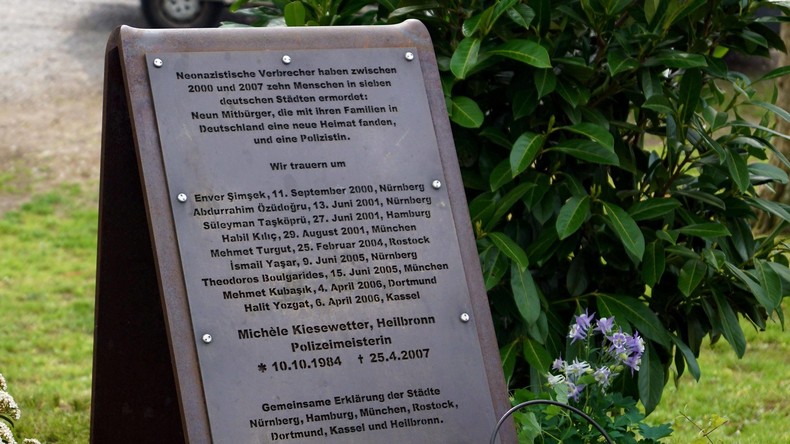 Neonazistische Verbrecher haben zwischen
2000 und 2007 zehn Menschen in sieben
deutschen Städten ermordet:
Neun Mitbürger, die mit ihren Familien in
Deutschland eine neue Heimat fanden,
und eine Polizistin.
Wir trauern um
Enver Şimşek, 11. September 2000, Nürnberg
Abdurrahim Özüdoğru, 13. Juni 2001, Nürnberg
Süleyman Taşköprü, 27. Juni 2001, Hamburg
Habil Kılıç, 29. August 2001, München
Mehmet Turgut, 25. Februar 2004, Rostock
İsmail Yaşar, 9. Juni 2005, Nürnberg
Theodoros Boulgarides, 15. Juni 2005, München
Mehmet Kubaşık, 4. April 2006, Dortmund
Halit Yozgat, 6. April 2006, Kassel
Michèle Kiesewetter, Heilbronn
Polizeimeisterin
* 10.10.1984 † 25.4.2007
Gemeinsame Erklärung der Städte
Nürnberg, Hamburg, München, Rostock,
Dortmund, Kassel und Heilbronn.